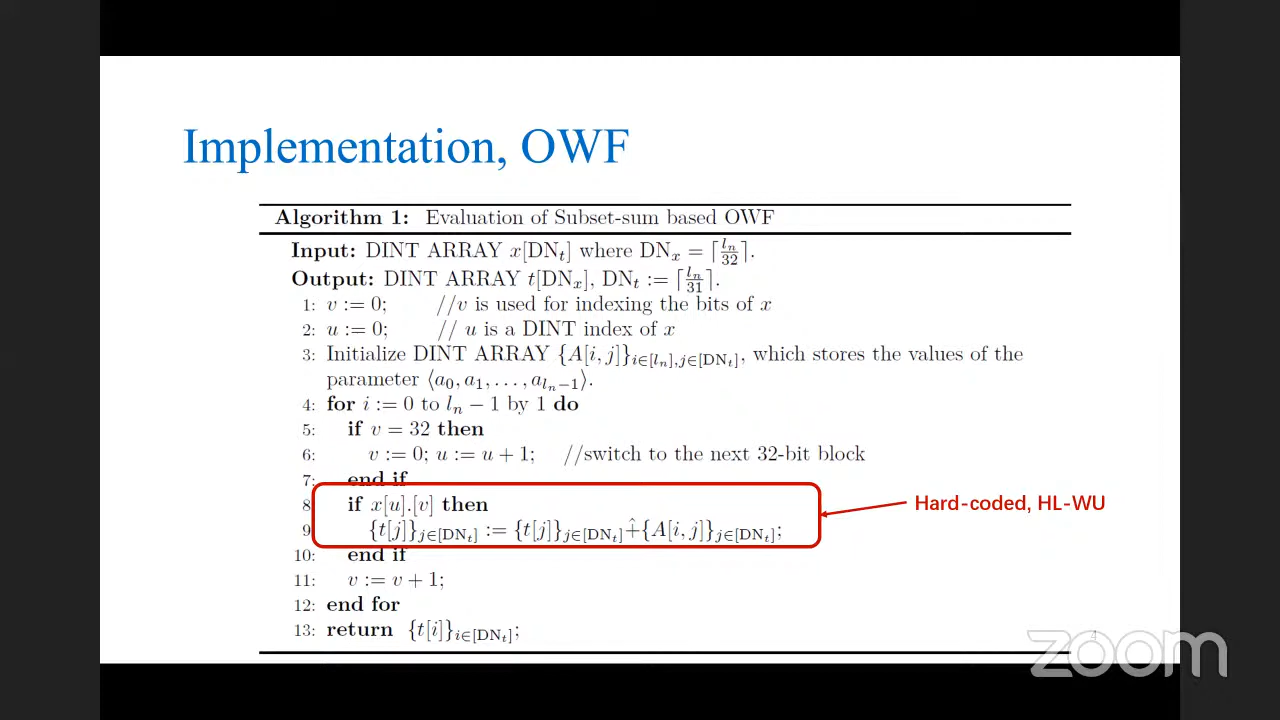 Implementation, OWF
Algorithm 1: Evaluation of Subset-sum based OWF
Input: DINT ARRAY x[DN_t] where DN_x = ⌈l_n/32⌉.
Output: DINT ARRAY t[DN_x], DN_t := ⌈l_n/31⌉.
1: v := 0; //v is used for indexing the bits of x
2: u := 0; // u is a DINT index of x
3: Initialize DINT ARRAY {A[i, j]}_{i∈[l_n],j∈[DN_t]}, which stores the values of the
parameter ⟨a_0, a_1, . . . , a_{l_n−1}⟩.
4: for i := 0 to l_n − 1 by 1 do
5: if v = 32 then
6: v := 0; u := u + 1; //switch to the next 32-bit block
7: end if
8: if x[u].[v] then
Hard-coded, HL-WU
9: {t[j]}_{j∈[DN_t]} := {t[j]}_{j∈[DN_t]} +̂ {A[i, j]}_{j∈[DN_t]};
10: end if
11: v := v + 1;
12: end for
13: return {t[i]}_{i∈[DN_t]};
4
zoom